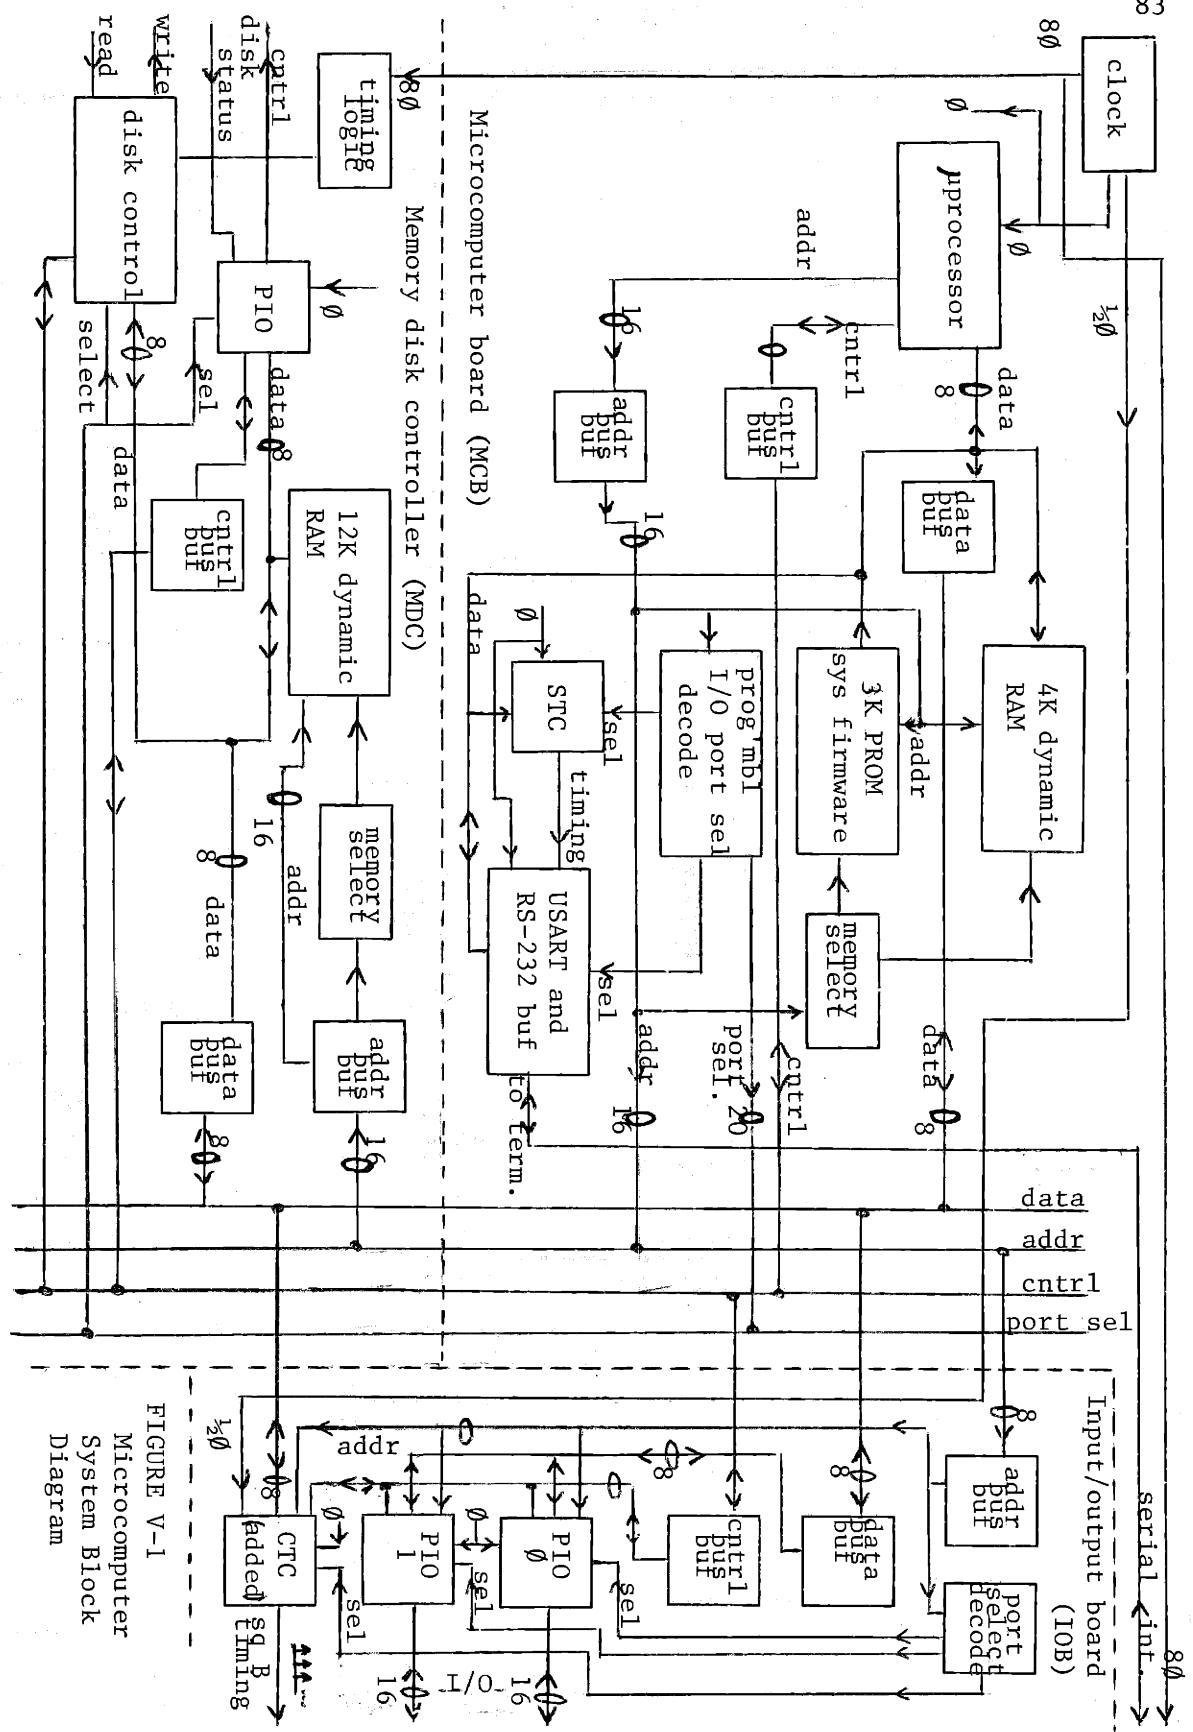 83
clock
8Ø
Ø
½Ø
8Ø
µprocessor
Ø
addr
16
addr
bus
buf
16
cntrl
cntrl
bus
buf
data
8
data
bus
buf
4K dynamic
RAM
addr
3K PROM
sys firmware
memory
select
prog'mbl
I/O port sel
decode
sel
Ø
STC
data
timing
USART and
RS-232 buf
sel
to term.
addr
16
port
sel.
20
cntrl
data
8
Microcomputer board (MCB)
8Ø
timing
logic
Memory disk controller (MDC)
cntrl
disk
status
write
read
disk control
PIO
Ø
sel
select
8
data
data
8
cntrl
bus
buf
12K dynamic
RAM
memory
select
addr
bus
buf
16
addr
16
8
data
data
bus
buf
8
data
addr
cntrl
port sel
serial int.
8Ø
Input/output board
(IOB)
8
addr
bus
buf
port
select
decode
8
data
bus
buf
cntrl
bus
buf
8
addr
PIO
Ø
sel
Ø
PIO
1
sel
Ø
CTC
(added)
sel
8
½Ø
sq B
timing
16
I/O
16
FIGURE V-1
Microcomputer
System Block
Diagram